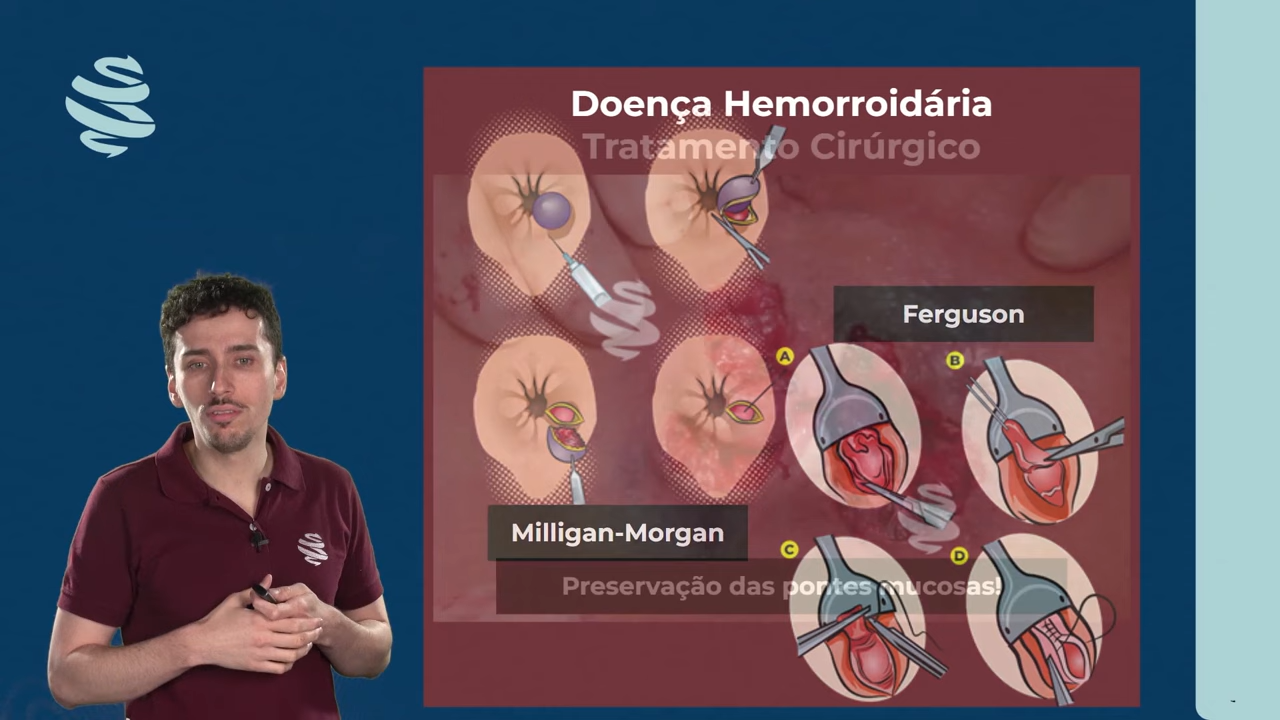 Doença Hemorroidária
Tratamento Cirúrgico
Ferguson
A
B
Milligan-Morgan
C
D
Preservação das pontes mucosas!